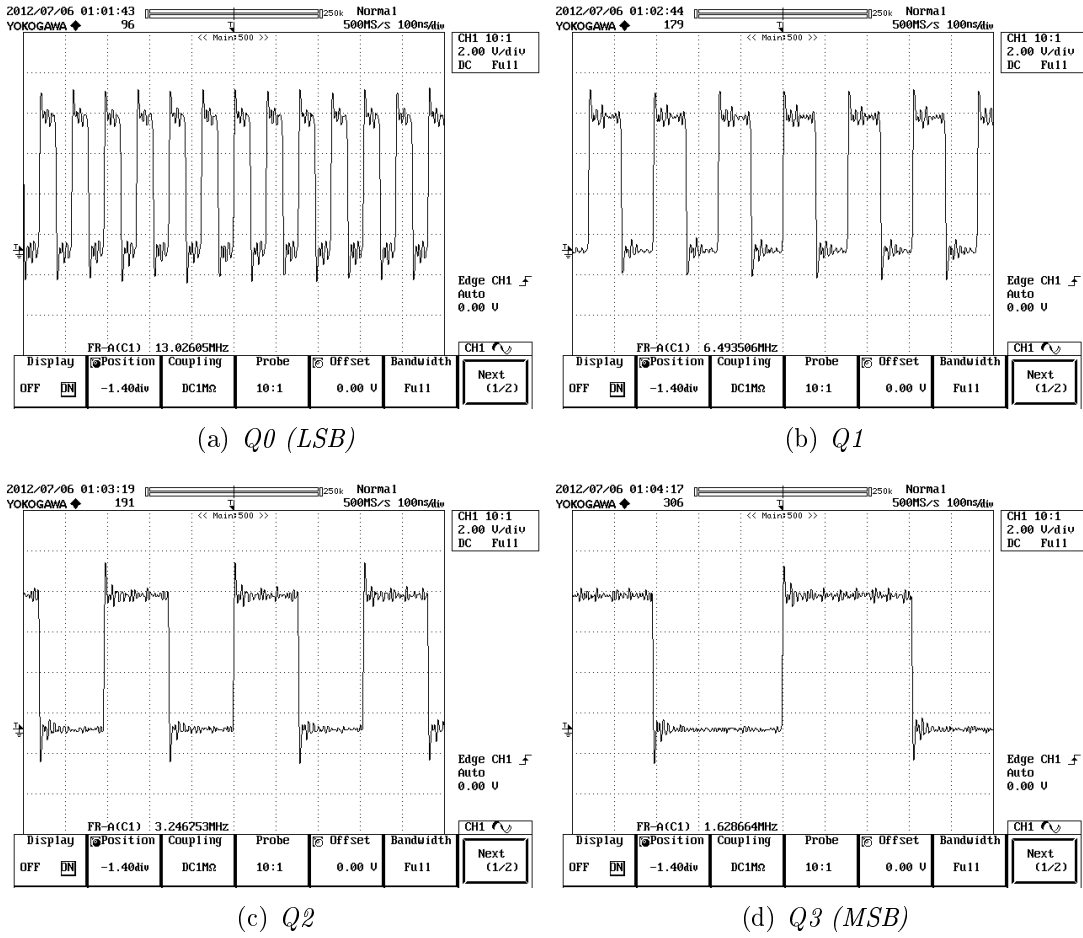 2012/07/06 01:01:43 250k Normal
YOKOGAWA ◆ 96 500MS/s 100ns/div
<< Main:500 >>
CH1 10:1
2.00 V/div
DC Full
Edge CH1
Auto
0.00 V
FR-A(C1) 13.02605MHz
CH1
Display Position Coupling Probe Offset Bandwidth
OFF ON -1.40div DC1MΩ 10:1 0.00 V Full
Next
(1/2)
(a) Q0 (LSB)
2012/07/06 01:02:44 250k Normal
YOKOGAWA ◆ 179 500MS/s 100ns/div
<< Main:500 >>
CH1 10:1
2.00 V/div
DC Full
Edge CH1
Auto
0.00 V
FR-A(C1) 6.493506MHz
CH1
Display Position Coupling Probe Offset Bandwidth
OFF ON -1.40div DC1MΩ 10:1 0.00 V Full
Next
(1/2)
(b) Q1
2012/07/06 01:03:19 250k Normal
YOKOGAWA ◆ 191 500MS/s 100ns/div
<< Main:500 >>
CH1 10:1
2.00 V/div
DC Full
Edge CH1
Auto
0.00 V
FR-A(C1) 3.246753MHz
CH1
Display Position Coupling Probe Offset Bandwidth
OFF ON -1.40div DC1MΩ 10:1 0.00 V Full
Next
(1/2)
(c) Q2
2012/07/06 01:04:17 250k Normal
YOKOGAWA ◆ 306 500MS/s 100ns/div
<< Main:500 >>
CH1 10:1
2.00 V/div
DC Full
Edge CH1
Auto
0.00 V
FR-A(C1) 1.628664MHz
CH1
Display Position Coupling Probe Offset Bandwidth
OFF ON -1.40div DC1MΩ 10:1 0.00 V Full
Next
(1/2)
(d) Q3 (MSB)